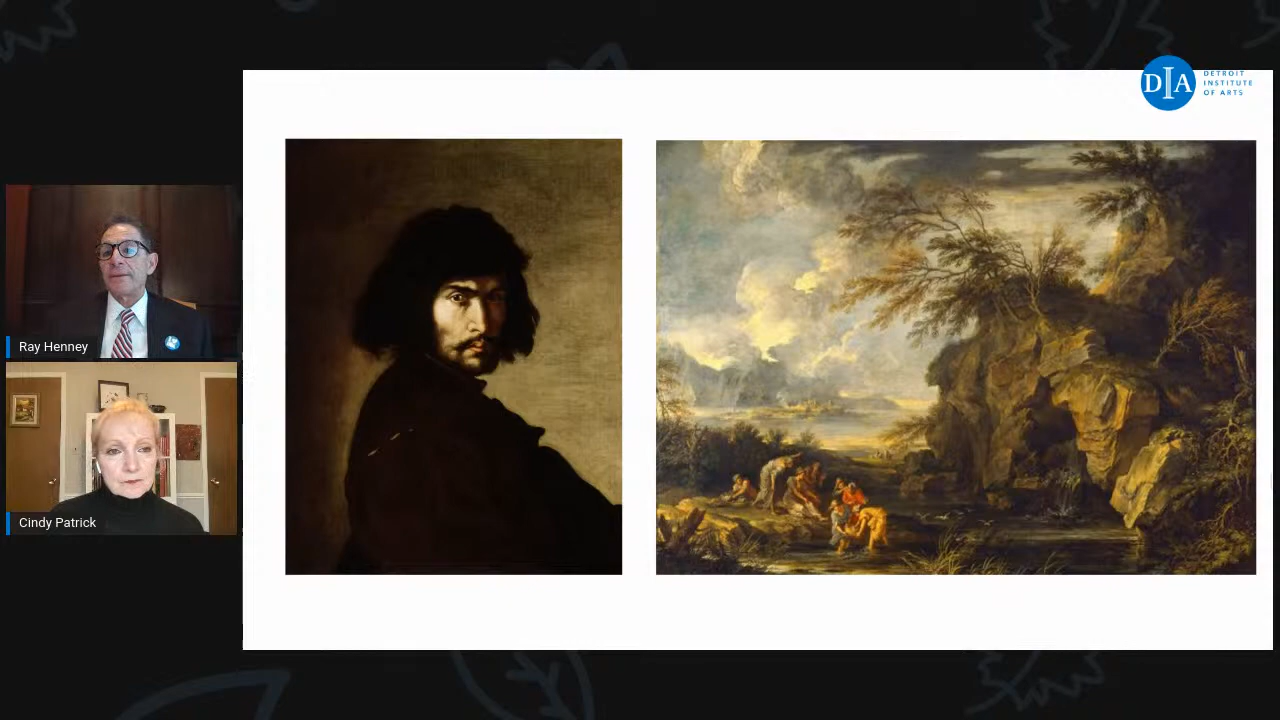 DIA
DETROIT
INSTITUTE
OF ARTS
Ray Henney
Cindy Patrick